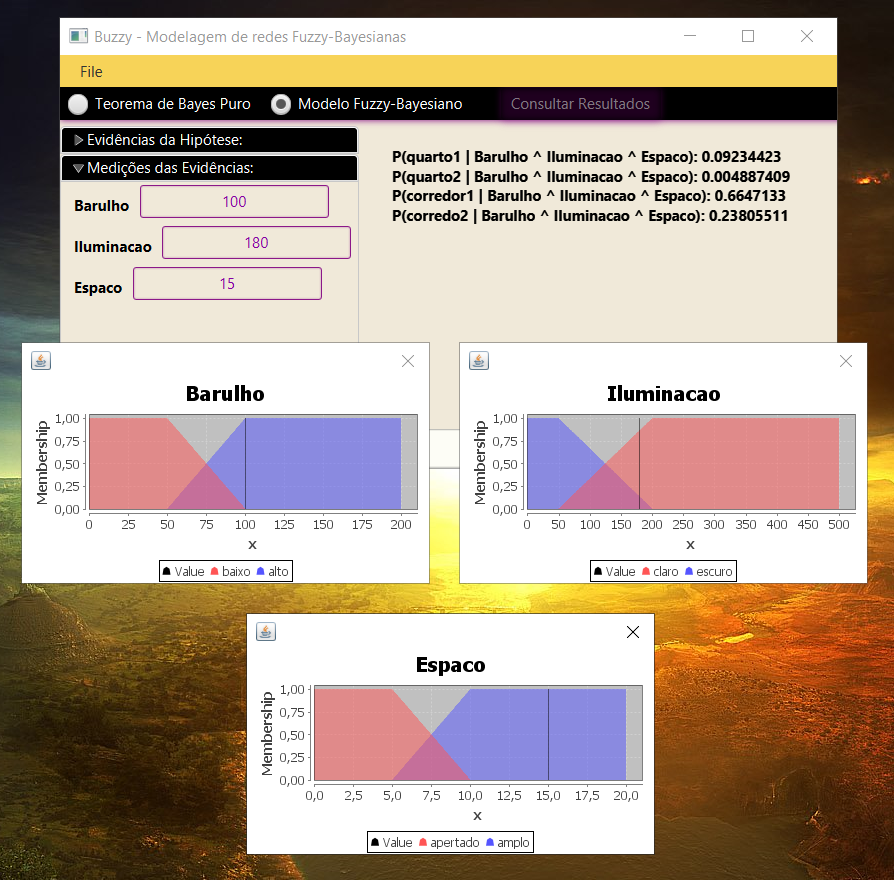 Buzzy - Modelagem de redes Fuzzy-Bayesianas
File
Teorema de Bayes Puro Modelo Fuzzy-Bayesiano Consultar Resultados
Evidências da Hipótese:
Medições das Evidências:
Barulho 100
Iluminacao 180
Espaco 15
P(quarto1 | Barulho ^ Iluminacao ^ Espaco): 0.09234423
P(quarto2 | Barulho ^ Iluminacao ^ Espaco): 0.004887409
P(corredor1 | Barulho ^ Iluminacao ^ Espaco): 0.6647133
P(corredo2 | Barulho ^ Iluminacao ^ Espaco): 0.23805511
Barulho
Membership
1,00
0,75
0,50
0,25
0,00
0 25 50 75 100 125 150 175 200
x
Value baixo alto
Iluminacao
Membership
1,00
0,75
0,50
0,25
0,00
0 50 100 150 200 250 300 350 400 450 500
x
Value claro escuro
Espaco
Membership
1,00
0,75
0,50
0,25
0,00
0,0 2,5 5,0 7,5 10,0 12,5 15,0 17,5 20,0
x
Value apertado amplo